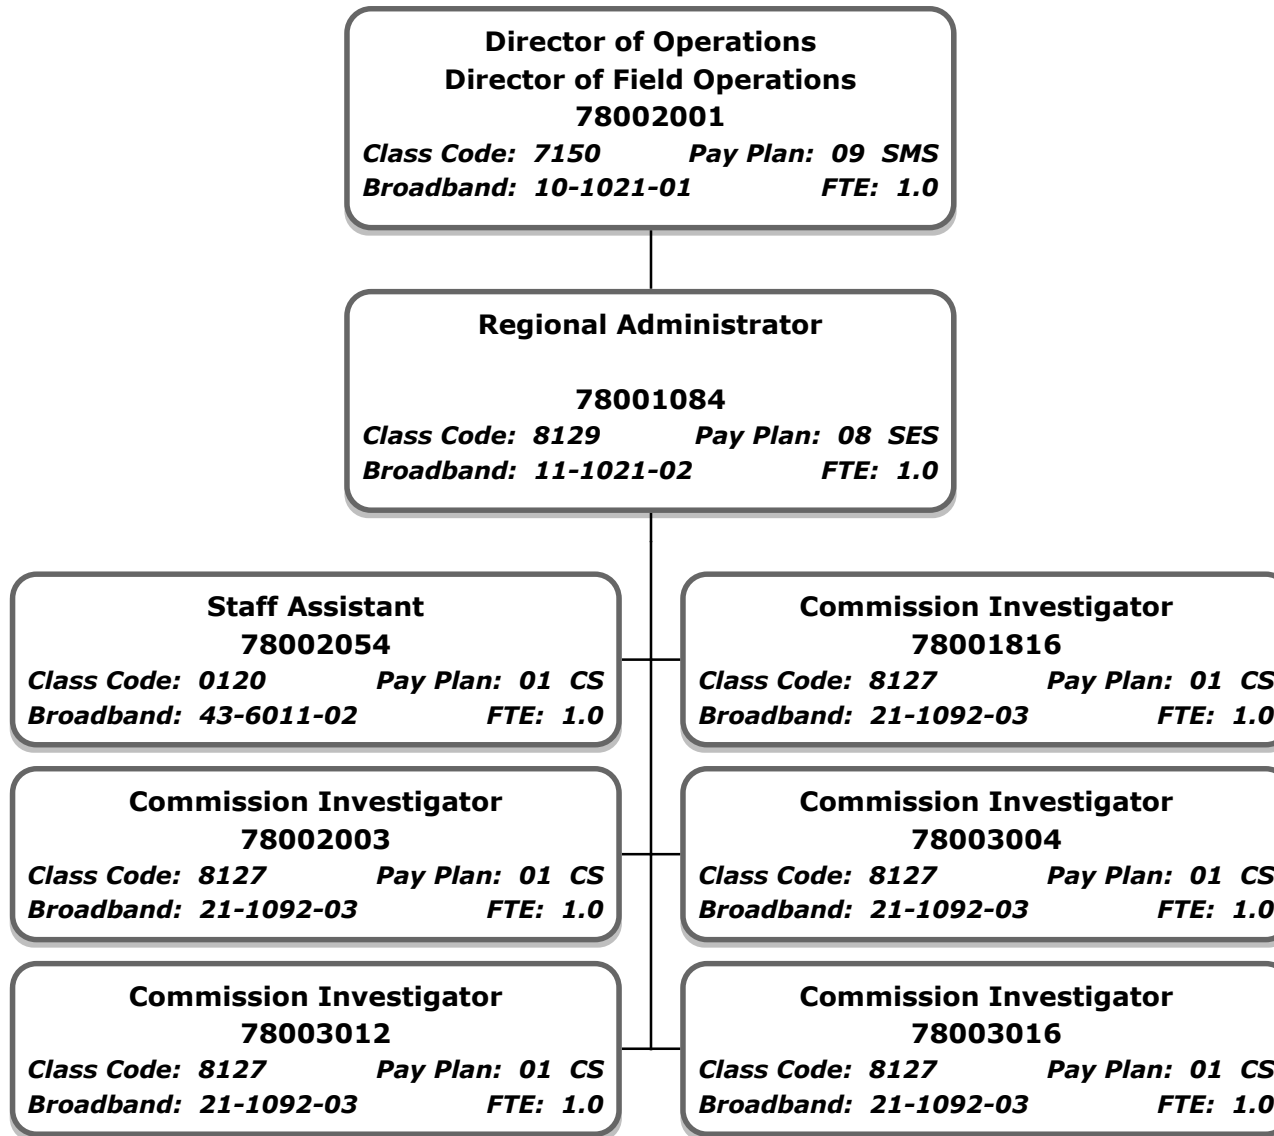 Director of Operations
Director of Field Operations
78002001
Class Code: 7150 Pay Plan: 09 SMS
Broadband: 10-1021-01 FTE: 1.0
Regional Administrator
78001084
Class Code: 8129 Pay Plan: 08 SES
Broadband: 11-1021-02 FTE: 1.0
Staff Assistant
78002054
Class Code: 0120 Pay Plan: 01 CS
Broadband: 43-6011-02 FTE: 1.0
Commission Investigator
78001816
Class Code: 8127 Pay Plan: 01 CS
Broadband: 21-1092-03 FTE: 1.0
Commission Investigator
78002003
Class Code: 8127 Pay Plan: 01 CS
Broadband: 21-1092-03 FTE: 1.0
Commission Investigator
78003004
Class Code: 8127 Pay Plan: 01 CS
Broadband: 21-1092-03 FTE: 1.0
Commission Investigator
78003012
Class Code: 8127 Pay Plan: 01 CS
Broadband: 21-1092-03 FTE: 1.0
Commission Investigator
78003016
Class Code: 8127 Pay Plan: 01 CS
Broadband: 21-1092-03 FTE: 1.0